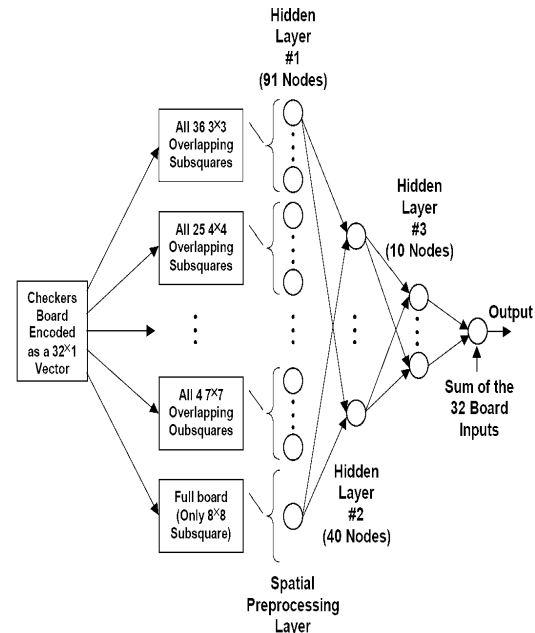 Hidden
Layer
#1
(91 Nodes)
All 36 3×3
Overlapping
Subsquares
All 25 4×4
Overlapping
Subsquares
Checkers
Board
Encoded
as a 32×1
Vector
All 4 7×7
Overlapping
Oubsquares
Full board
(Only 8×8
Subsquare)
Spatial
Preprocessing
Layer
Hidden
Layer
#2
(40 Nodes)
Hidden
Layer
#3
(10 Nodes)
Output
Sum of the
32 Board
Inputs